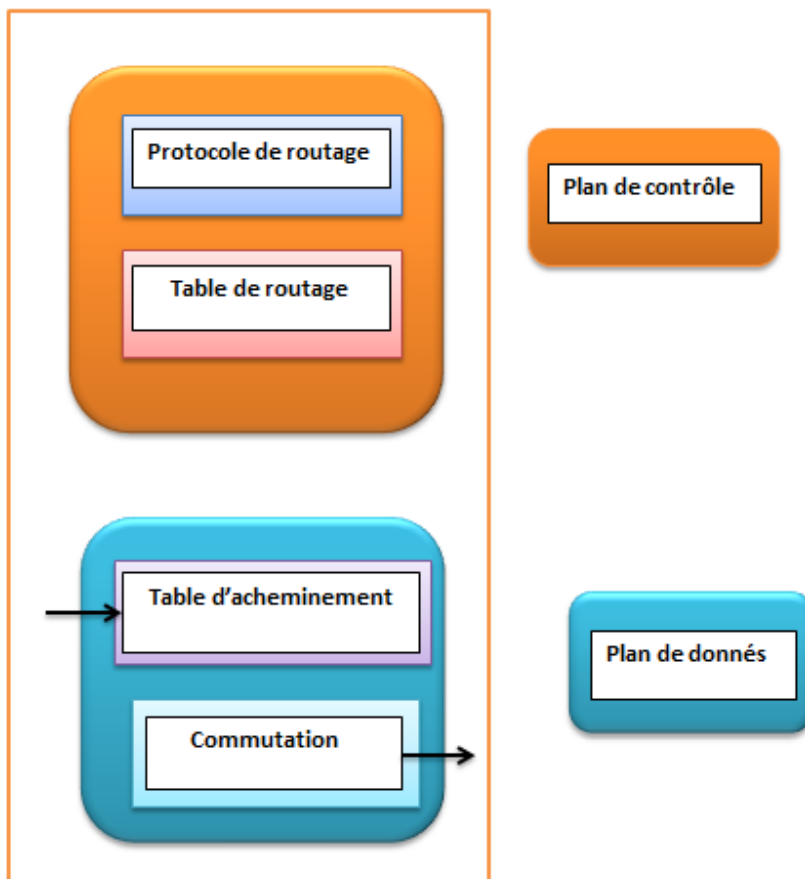 Protocole de routage
Plan de contrôle
Table de routage
Table d'acheminement
Plan de donnés
Commutation